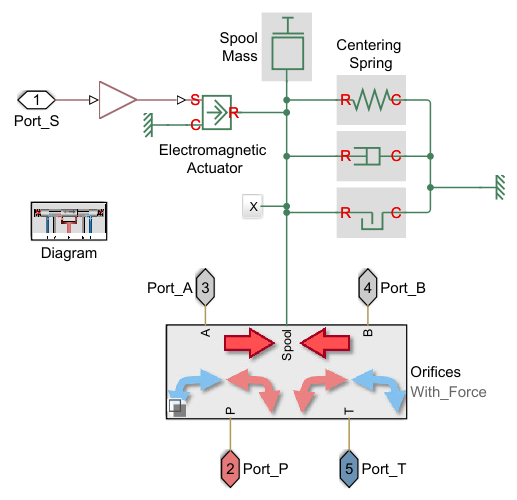 Spool
Mass
Centering
Spring
1
Port_S
S
C
R
R
C
Electromagnetic
Actuator
R
C
X
R
C
Diagram
Port_A
3
4
Port_B
A
Spool
B
Orifices
With_Force
P
T
2
Port_P
5
Port_T